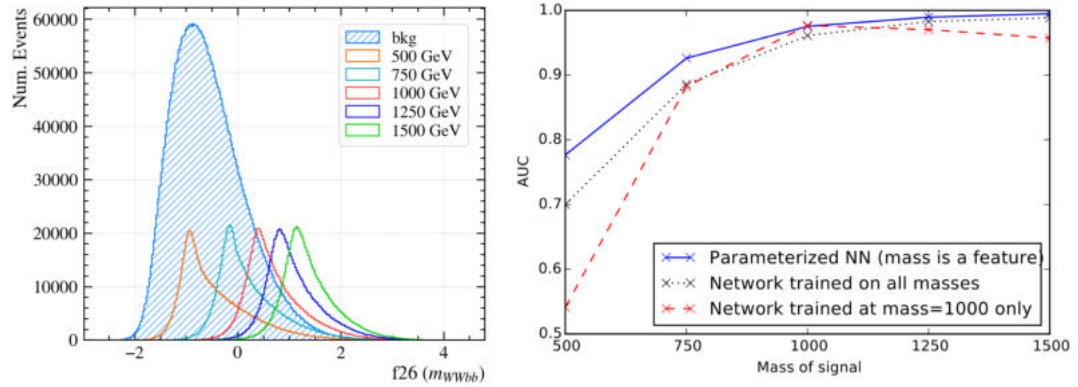 Num. Events
60000
50000
40000
30000
20000
10000
0
bkg
500 GeV
750 GeV
1000 GeV
1250 GeV
1500 GeV
−2
0
2
4
f26 (mWWbb)
AUC
1.0
0.9
0.8
0.7
0.6
0.5
Parameterized NN (mass is a feature)
Network trained on all masses
Network trained at mass=1000 only
500
750
1000
1250
1500
Mass of signal